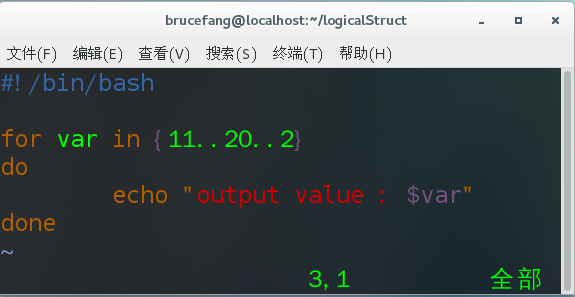 brucefang@localhost:~/logicalStruct
文件(F) 编辑(E) 查看(V) 搜索(S) 终端(T) 帮助(H)
#!/bin/bash
for var in {11..20..2}
do
echo "output value : $var"
done
~
3,1 全部